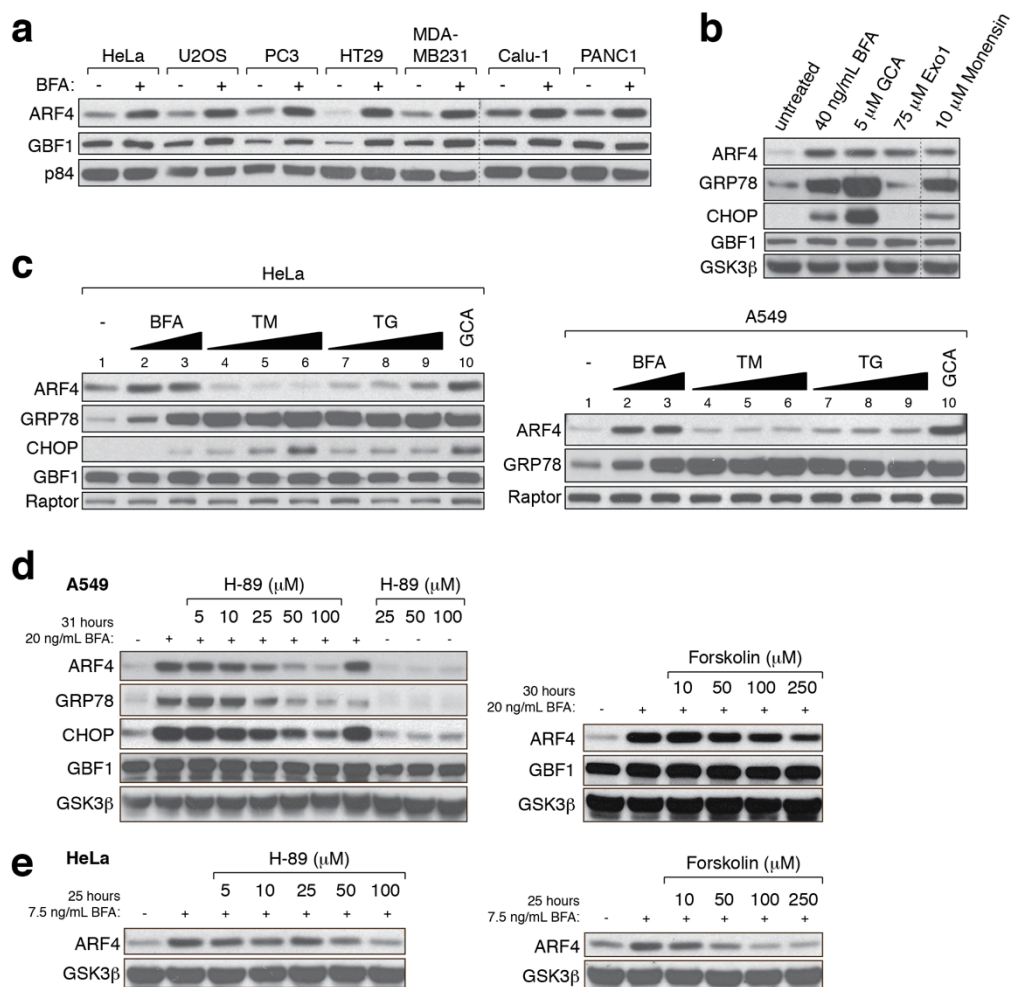 a
HeLa U2OS PC3 HT29 MDA-
MB231 Calu-1 PANC1
BFA: - + - + - + - + - + - + - +
ARF4
GBF1
p84
b
untreated
40 ng/mL BFA
5 μM GCA
75 μM Exo1
10 μM Monensin
ARF4
GRP78
CHOP
GBF1
GSK3β
c
HeLa
- BFA TM TG GCA
1 2 3 4 5 6 7 8 9 10
ARF4
GRP78
CHOP
GBF1
Raptor
A549
- BFA TM TG GCA
1 2 3 4 5 6 7 8 9 10
ARF4
GRP78
Raptor
d
A549
H-89 (μM) H-89 (μM)
31 hours 5 10 25 50 100 25 50 100
20 ng/mL BFA: - + + + + + + + - - -
ARF4
GRP78
CHOP
GBF1
GSK3β
Forskolin (μM)
30 hours 10 50 100 250
20 ng/mL BFA: - + + + + +
ARF4
GBF1
GSK3β
e
HeLa
H-89 (μM)
25 hours 5 10 25 50 100
7.5 ng/mL BFA: - + + + + + +
ARF4
GSK3β
Forskolin (μM)
25 hours 10 50 100 250
7.5 ng/mL BFA: - + + + + +
ARF4
GSK3β